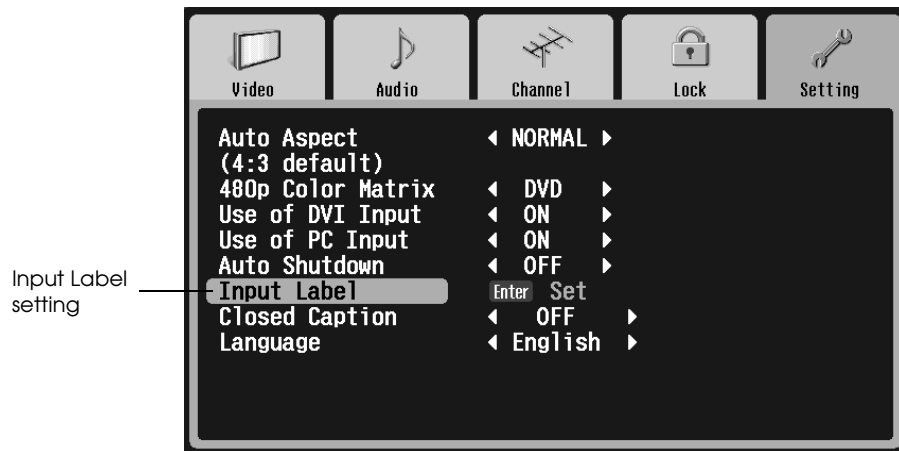 Video Audio Channel Lock Setting
Auto Aspect NORMAL
(4:3 default)
480p Color Matrix DVD
Use of DVI Input ON
Use of PC Input ON
Auto Shutdown OFF
Input Label Enter Set
Closed Caption OFF
Language English
Input Label
setting